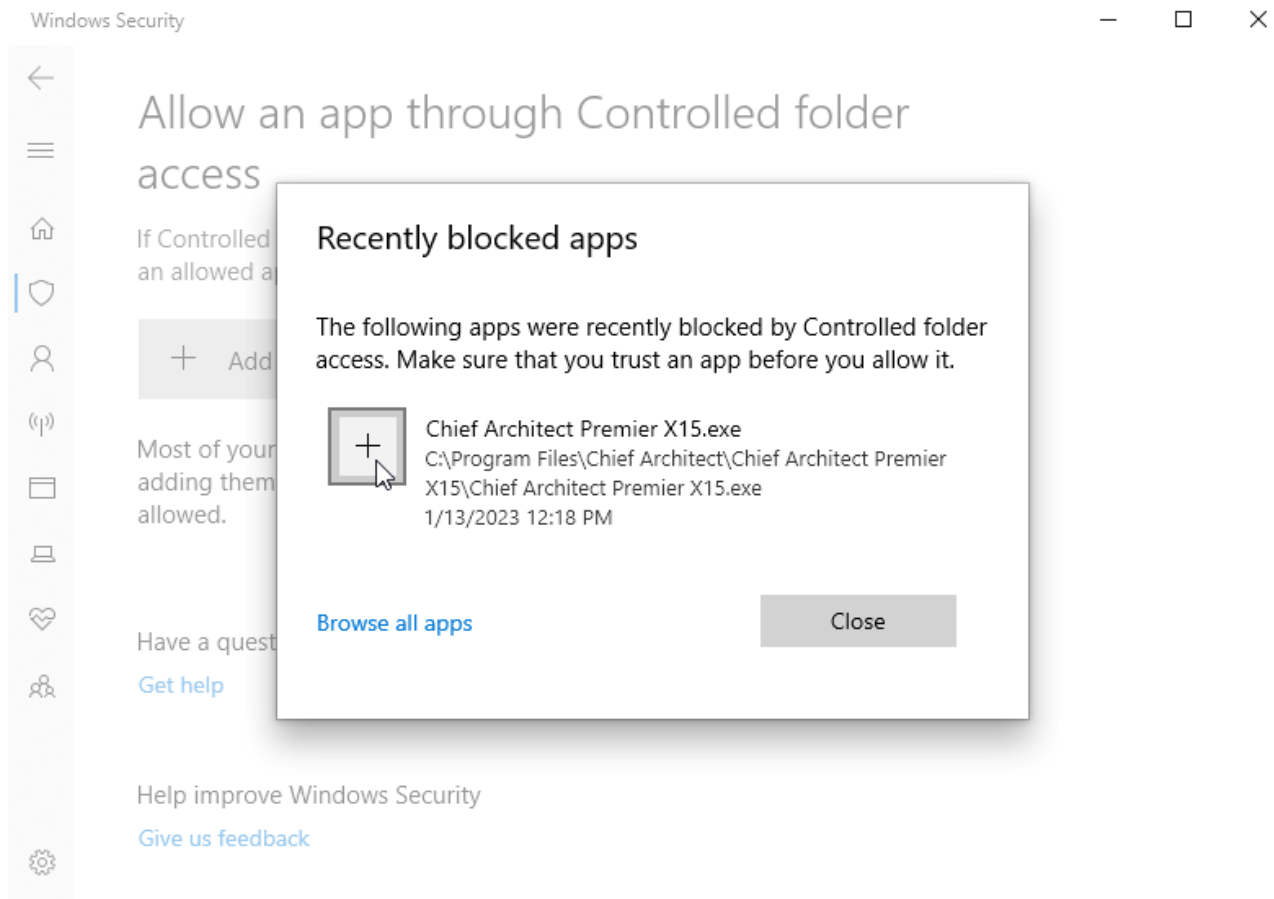 Windows Security
Allow an app through Controlled folder
access
If Controlled
an allowed
Add
Most of your
adding them
allowed.
Have a
Get help
Help improve Windows Security
Give us feedback
Recently blocked apps
The following apps were recently blocked by Controlled folder
access. Make sure that you trust an app before you allow it.
Chief Architect Premier X15.exe
C:\Program Files\Chief Architect\Chief Architect Premier
X15\Chief Architect Premier X15.exe
1/13/2023 12:18 PM
Browse all apps
Close